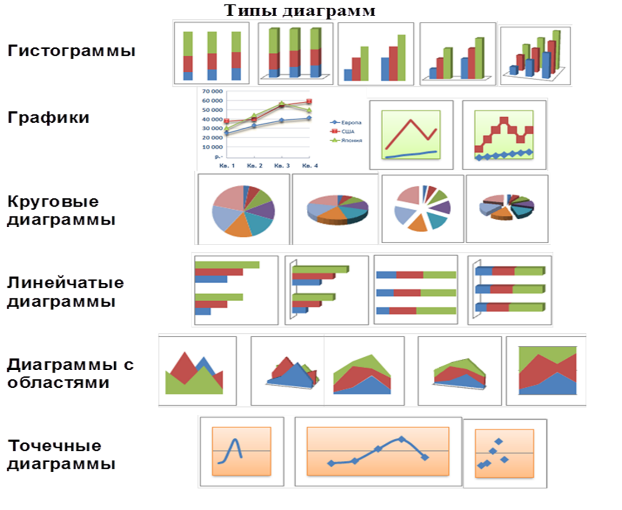 Типы диаграмм
Гистограммы
Графики
70 000
60 000
50 000
40 000
30 000
20 000
10 000
р.-
Кв. 1 Кв. 2 Кв. 3 Кв. 4
Европа
США
Япония
Круговые
диаграммы
Линейчатые
диаграммы
Диаграммы с
областями
Точечные
диаграммы